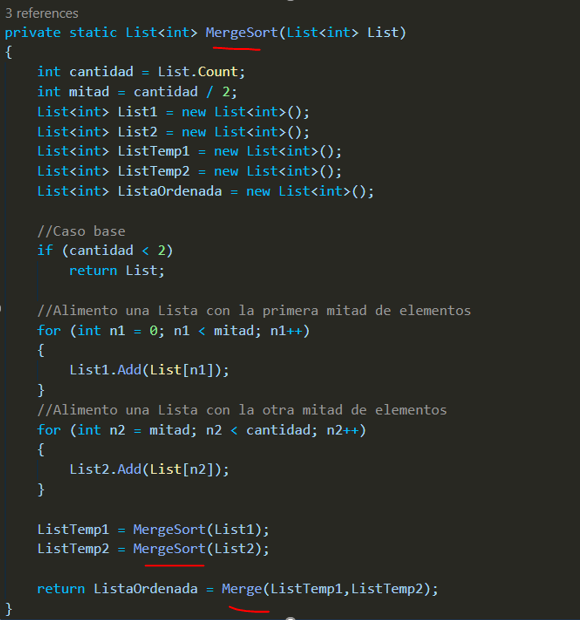 3 references
private static List<int> MergeSort(List<int> List)
{
int cantidad = List.Count;
int mitad = cantidad / 2;
List<int> List1 = new List<int>();
List<int> List2 = new List<int>();
List<int> ListTemp1 = new List<int>();
List<int> ListTemp2 = new List<int>();
List<int> ListaOrdenada = new List<int>();
//Caso base
if (cantidad < 2)
return List;
//Alimento una Lista con la primera mitad de elementos
for (int n1 = 0; n1 < mitad; n1++)
{
List1.Add(List[n1]);
}
//Alimento una Lista con la otra mitad de elementos
for (int n2 = mitad; n2 < cantidad; n2++)
{
List2.Add(List[n2]);
}
ListTemp1 = MergeSort(List1);
ListTemp2 = MergeSort(List2);
return ListaOrdenada = Merge(ListTemp1,ListTemp2);
}